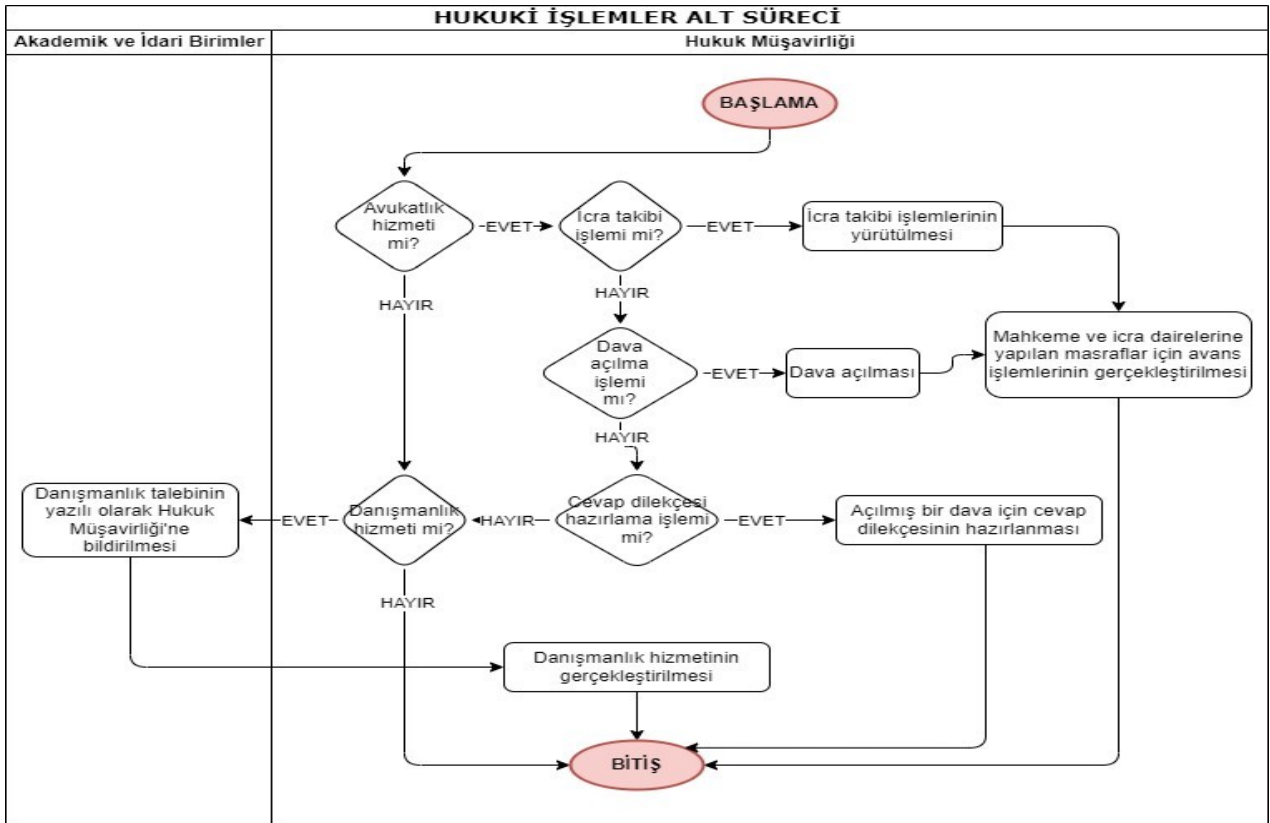 HUKUKİ İŞLEMLER ALT SÜRECİ
Akademik ve İdari Birimler
Hukuk Müşavirliği
BAŞLAMA
Avukatlık
hizmeti
mi?
EVET
İcra takibi
işlemi mi?
EVET
İcra takibi işlemlerinin
yürütülmesi
HAYIR
HAYIR
Dava
açılma
işlemi
mı?
EVET
Dava açılması
Mahkeme ve icra dairelerine
yapılan masraflar için avans
işlemlerinin gerçekleştirilmesi
HAYIR
Danışmanlık talebinin
yazılı olarak Hukuk
Müşavirliği'ne
bildirilmesi
EVET
Danışmanlık
hizmeti mi?
HAYIR
Cevap dilekçesi
hazırlama işlemi
mi?
EVET
Açılmış bir dava için cevap
dilekçesinin hazırlanması
HAYIR
Danışmanlık hizmetinin
gerçekleştirilmesi
BİTİŞ